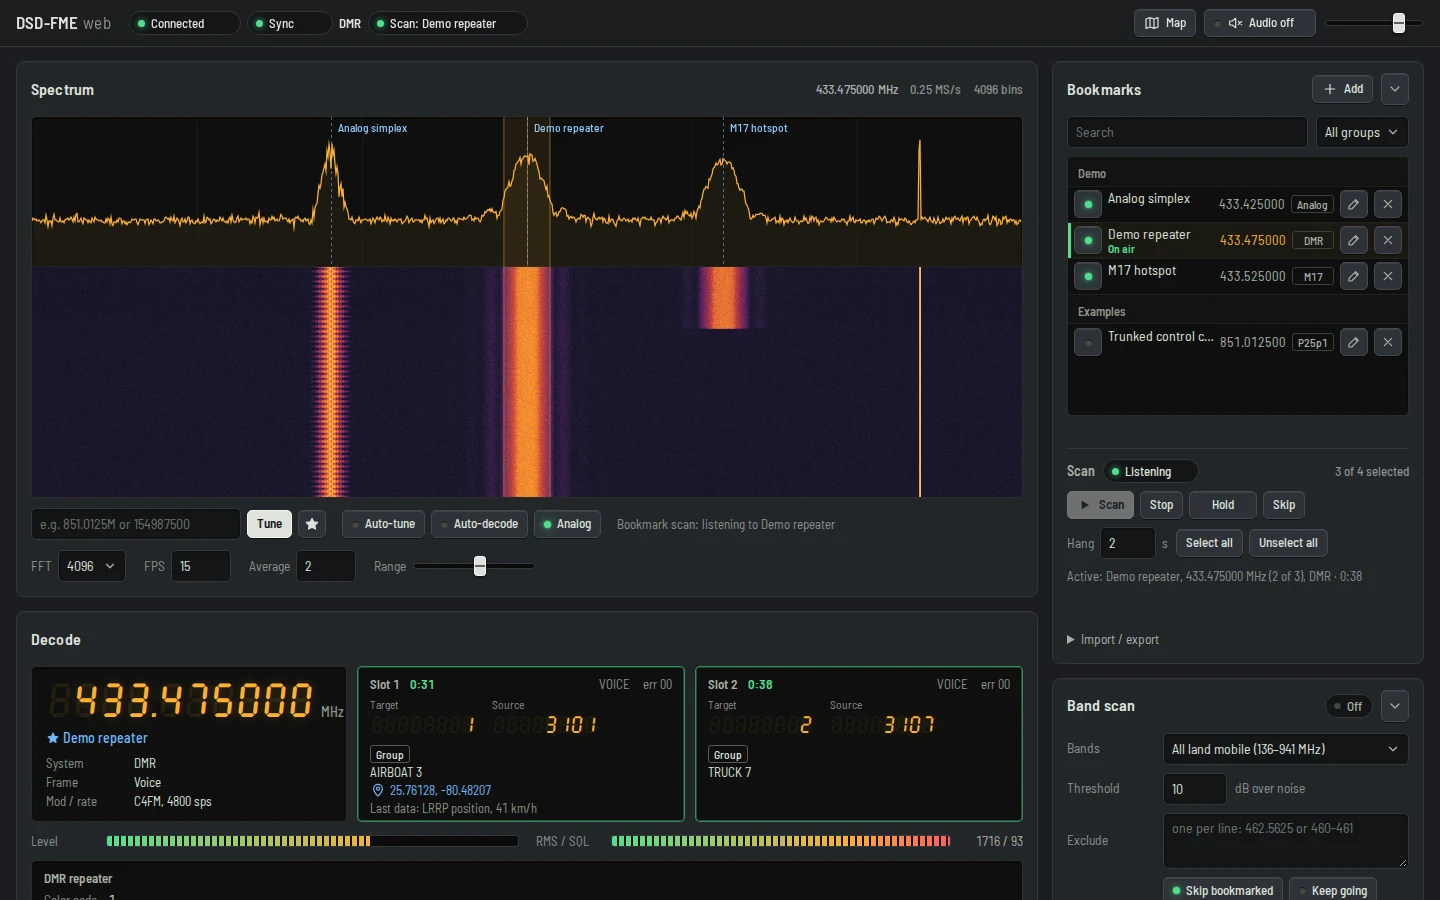 DSD-FME web
Connected
Sync
DMR
Scan: Demo repeater
Map
Audio off
Spectrum
433.475000 MHz 0.25 MS/s 4096 bins
Analog simplex
Demo repeater
M17 hotspot
e.g. 851.0125M or 154987500
Tune
Auto-tune
Auto-decode
Analog
Bookmark scan: listening to Demo repeater
FFT 4096
FPS 15
Average 2
Range
Decode
433.475000 MHz
Demo repeater
System DMR
Frame Voice
Mod / rate C4FM, 4800 sps
Slot 1 0:31 VOICE err 00
Target Source
1 3101
Group
AIRBOAT 3
25.76128, -80.48207
Last data: LRRP position, 41 km/h
Slot 2 0:38 VOICE err 00
Target Source
2 3107
Group
TRUCK 7
Level
RMS / SQL
1716 / 93
DMR repeater
Color code 1
Bookmarks
Add
Search
All groups
Demo
Analog simplex 433.425000 Analog
Demo repeater 433.475000 DMR
On air
M17 hotspot 433.525000 M17
Examples
Trunked control c... 851.012500 P25p1
Scan Listening 3 of 4 selected
Scan Stop Hold Skip
Hang 2 s Select all Unselect all
Active: Demo repeater, 433.475000 MHz (2 of 3), DMR · 0:38
Import / export
Band scan Off
Bands All land mobile (136–941 MHz)
Threshold 10 dB over noise
Exclude one per line: 462.5625 or 460-461
Skip bookmarked Keep going